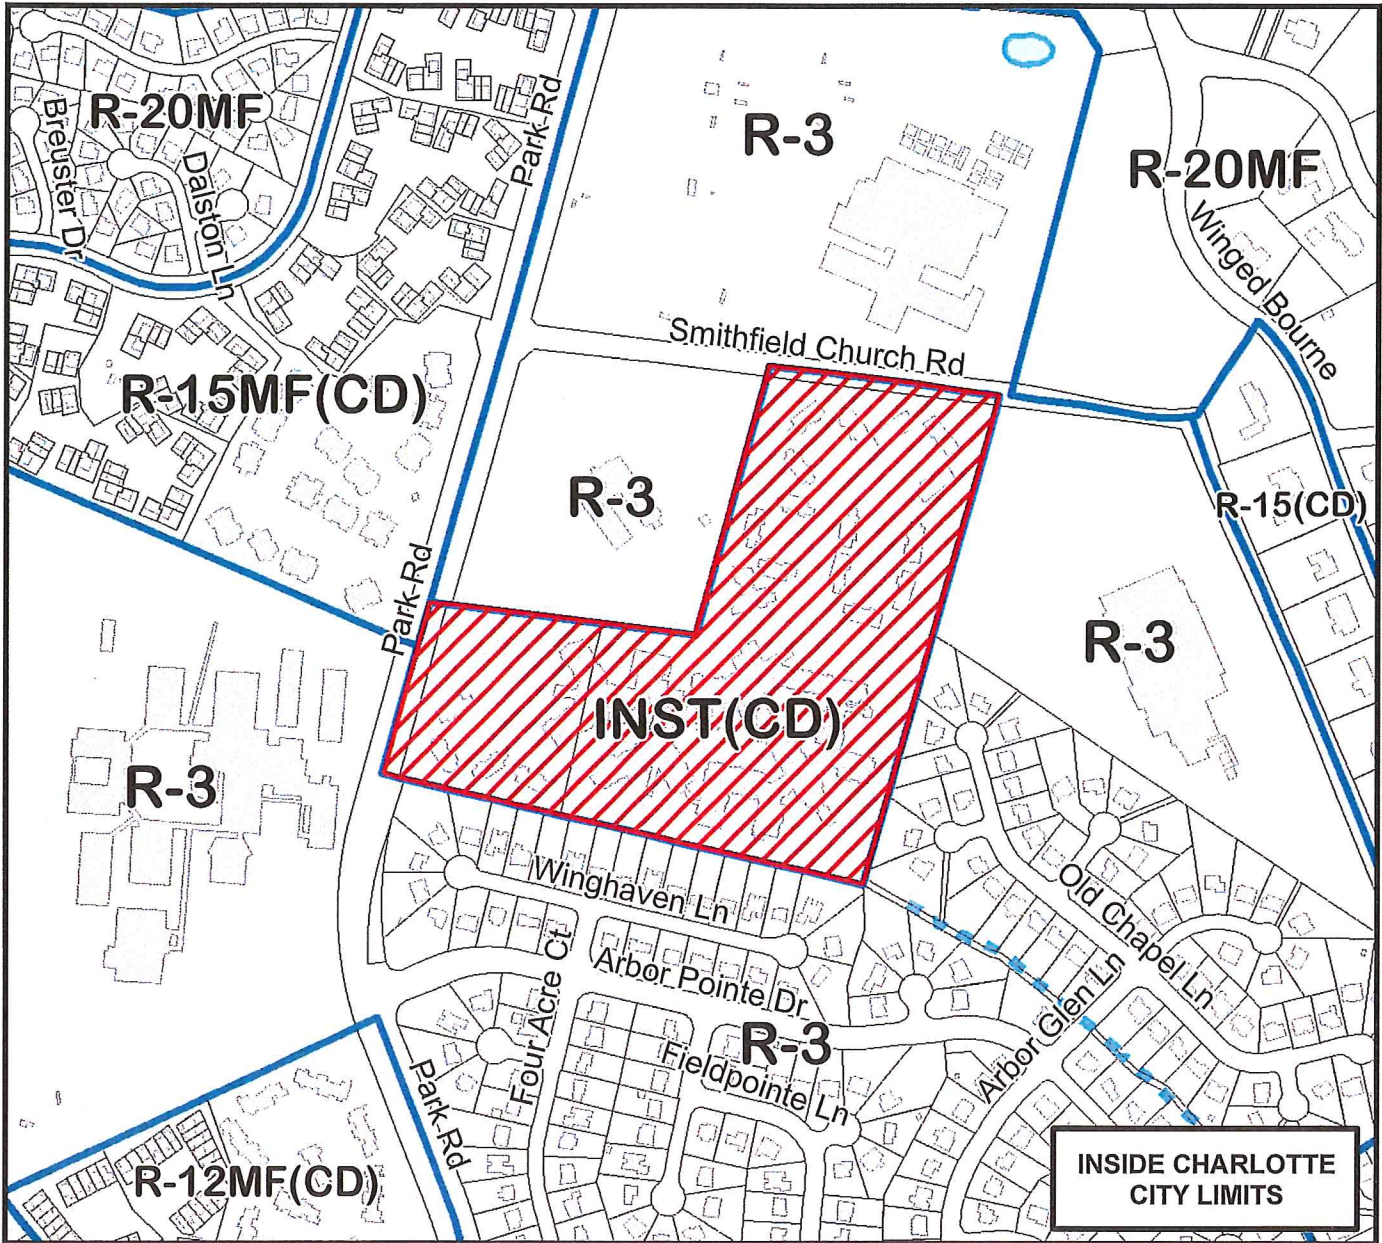 R-20MF
Breuster Dr
Dalston Ln
Park Rd
R-3
R-20MF
Winged Bourne
Smithfield Church Rd
R-15MF(CD)
R-3
R-15(CD)
Park Rd
R-3
INST(CD)
R-3
Winghaven Ln
Old Chapel Ln
Four Acre Ct
Arbor Pointe Dr
R-3
Arbor Glen Ln
Fieldpointe Ln
Park Rd
R-12MF(CD)
INSIDE CHARLOTTE
CITY LIMITS